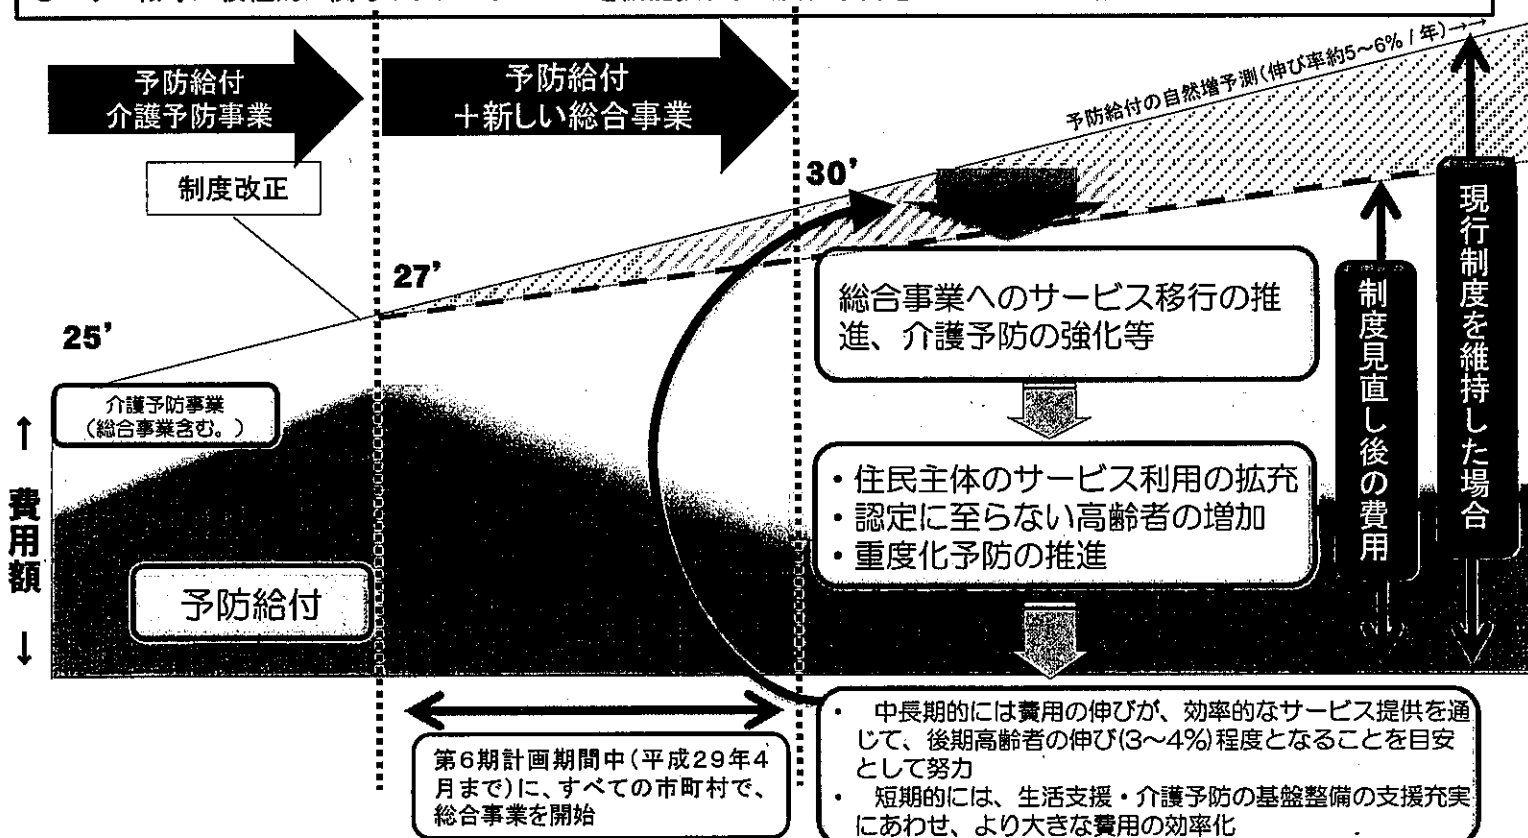 予防給付
介護予防事業
予防給付
＋新しい総合事業
予防給付の自然増予測(伸び率約5～6% / 年)→→
制度改正
30'
27'
25'
介護予防事業
（総合事業含む。）
↑
費用額
↓
予防給付
総合事業へのサービス移行の推
進、介護予防の強化等
・住民主体のサービス利用の拡充
・認定に至らない高齢者の増加
・重度化予防の推進
制度見直し後の費用
現行制度を維持した場合
第6期計画期間中（平成29年4
月まで）に、すべての市町村で、
総合事業を開始
・　中長期的には費用の伸びが、効率的なサービス提供を通
じて、後期高齢者の伸び(3～4%)程度となることを目安
として努力
・　短期的には、生活支援・介護予防の基盤整備の支援充実
にあわせ、より大きな費用の効率化